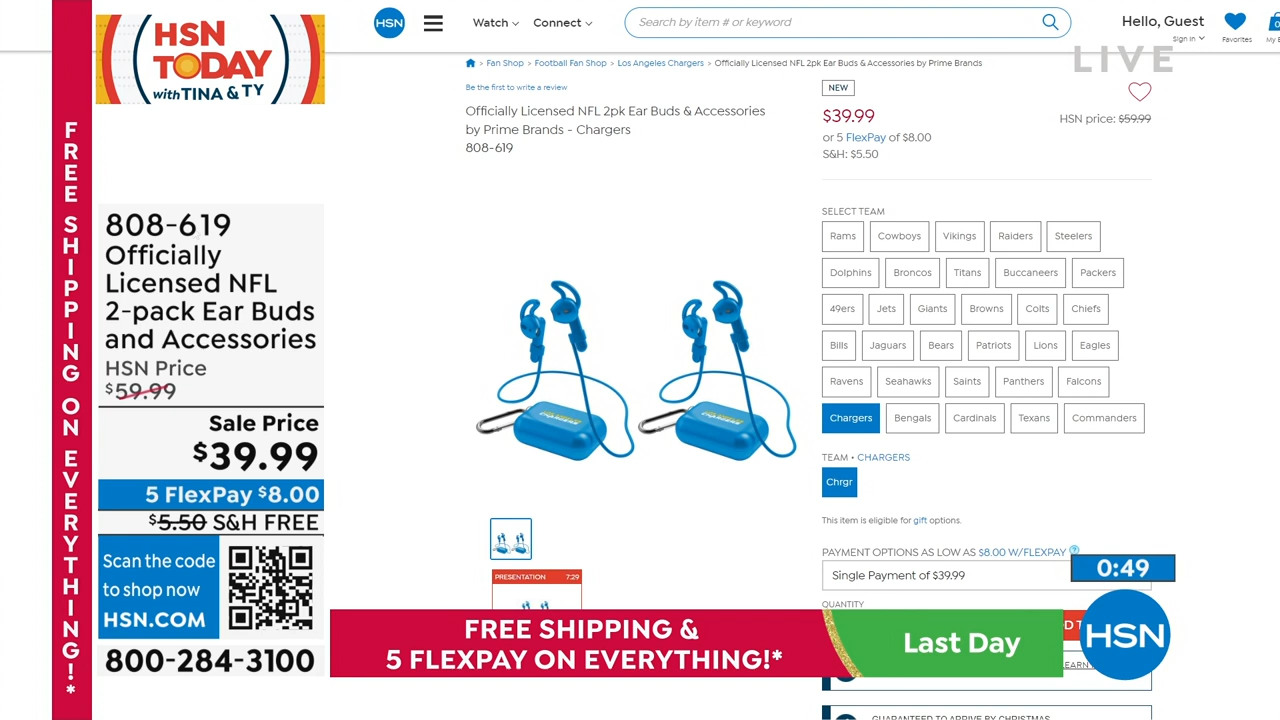 FREE SHIPPING ON EVERYTHING!*
HSN
TODAY
with TINA & TY
808-619
Officially
Licensed NFL
2-pack Ear Buds
and Accessories
HSN Price
$59.99
Sale Price
$39.99
5 FlexPay $8.00
$5.50 S&H FREE
Scan the code
to shop now
HSN.COM
800-284-3100
HSN
Watch
Connect
Search by item # or keyword
Hello, Guest
Sign In
Favorites
0
LIVE
> Fan Shop > Football Fan Shop > Los Angeles Chargers > Officially Licensed NFL 2pk Ear Buds & Accessories by Prime Brands
Be the first to write a review
Officially Licensed NFL 2pk Ear Buds & Accessories
by Prime Brands - Chargers
808-619
NEW
$39.99
HSN price: $59.99
or 5 FlexPay of $8.00
S&H: $5.50
SELECT TEAM
Rams Cowboys Vikings Raiders Steelers
Dolphins Broncos Titans Buccaneers Packers
49ers Jets Giants Browns Colts Chiefs
Bills Jaguars Bears Patriots Lions Eagles
Ravens Seahawks Saints Panthers Falcons
Chargers Bengals Cardinals Texans Commanders
TEAM • CHARGERS
Chrgr
This item is eligible for gift options.
PAYMENT OPTIONS AS LOW AS $8.00 W/FLEXPAY ?
Single Payment of $39.99
0:49
QUANTITY
PRESENTATION 7:29
FREE SHIPPING &
5 FLEXPAY ON EVERYTHING!*
Last Day
HSN
GUARANTEED TO ARRIVE BY CHRISTMAS